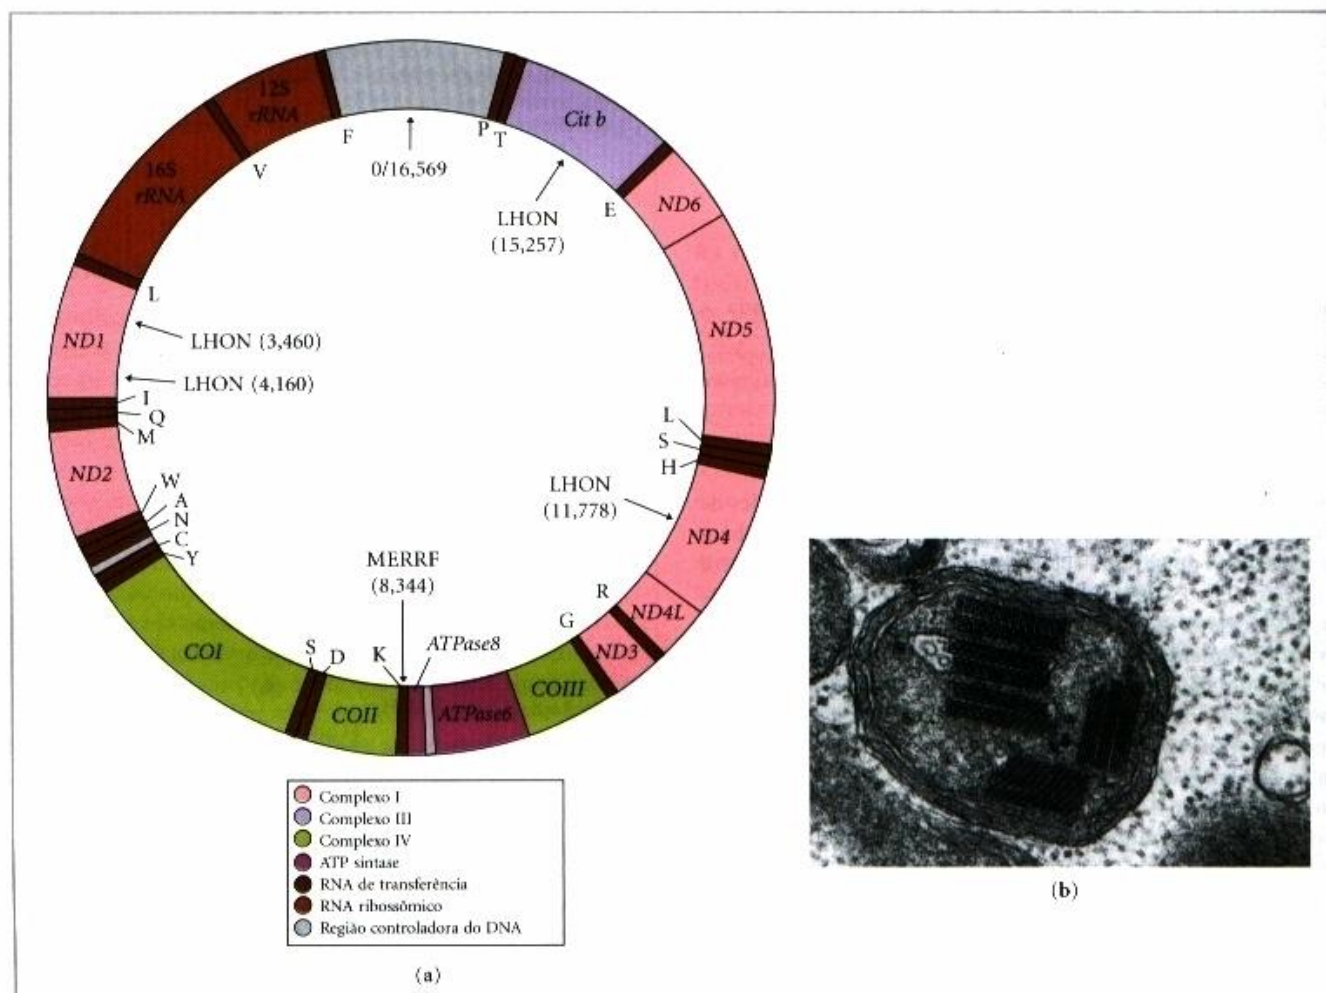 12S
rRNA
16S
rRNA
F
V
0/16,569
P T
Cit b
LHON
(15,257)
E
ND6
L
ND1
LHON (3,460)
LHON (4,160)
I
Q
M
ND2
W
A
N
C
Y
ND5
L
S
H
LHON
(11,778)
ND4
MERRF
(8,344)
R
ND4L
G
ND3
COI
S
D
K
ATPase8
COII
ATPase6
COIII
Complexo I
Complexo III
Complexo IV
ATP sintase
RNA de transferência
RNA ribossômico
Região controladora do DNA
(a)
(b)